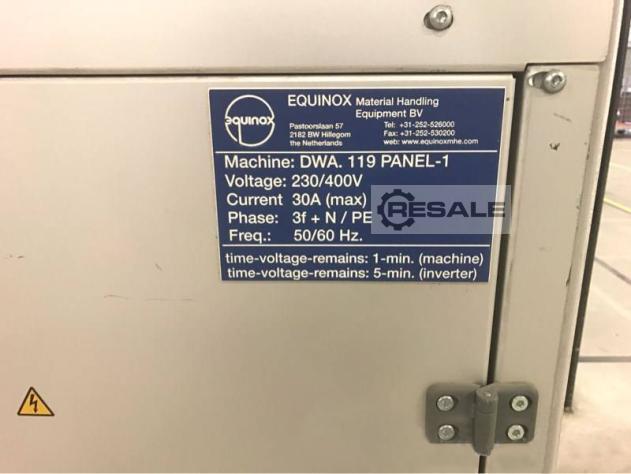 equinox
EQUINOX Material Handling
Equipment BV
Pastoorslaan 57
2182 BW Hillegom
the Netherlands
Tel: +31-252-526000
Fax: +31-252-530200
web: www.equinoxmhe.com
Machine: DWA. 119 PANEL-1
Voltage: 230/400V
Current 30A (max)
Phase: 3f + N / PE
Freq.: 50/60 Hz.
RESALE
time-voltage-remains: 1-min. (machine)
time-voltage-remains: 5-min. (inverter)